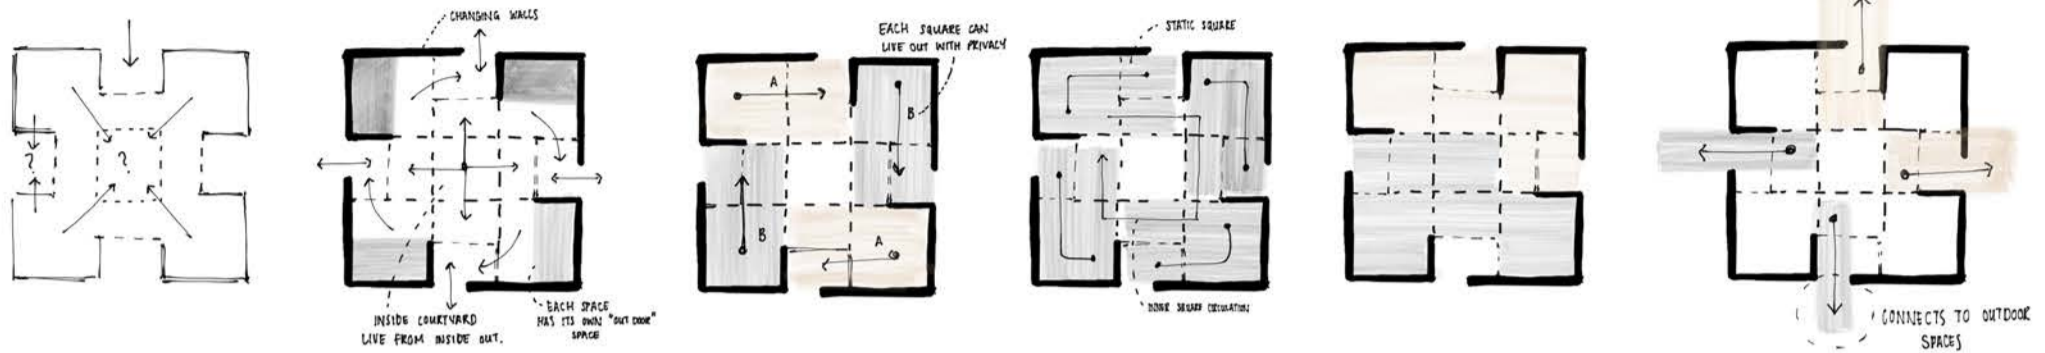 ?
?
CHANGING WALLS
INSIDE COURTYARD
LIVE FROM INSIDE OUT.
EACH SPACE
HAS ITS OWN "OUT DOOR"
SPACE
EACH SQUARE CAN
LIVE OUT WITH PRIVACY
A
B
B
A
STATIC SQUARE
INNER SQUARE CIRCULATION
CONNECTS TO OUTDOOR
SPACES